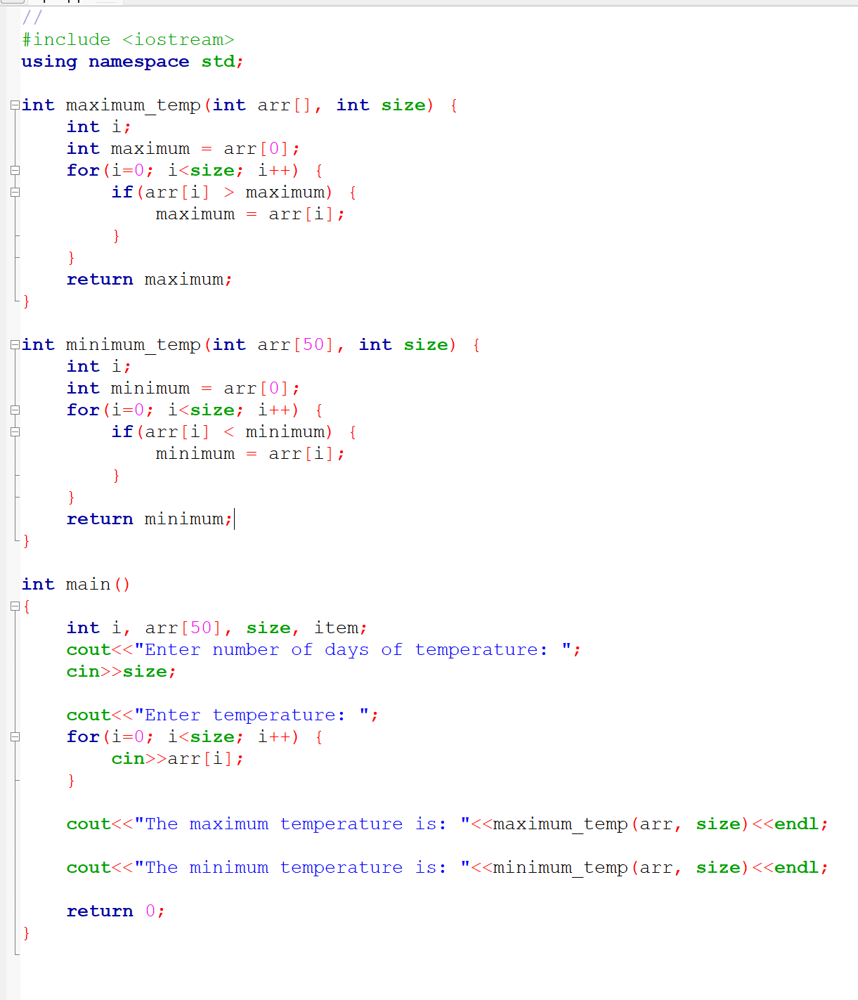 //
#include <iostream>
using namespace std;

int maximum_temp(int arr[], int size) {
    int i;
    int maximum = arr[0];
    for(i=0; i<size; i++) {
        if(arr[i] > maximum) {
            maximum = arr[i];
        }
    }
    return maximum;
}

int minimum_temp(int arr[50], int size) {
    int i;
    int minimum = arr[0];
    for(i=0; i<size; i++) {
        if(arr[i] < minimum) {
            minimum = arr[i];
        }
    }
    return minimum;
}

int main()
{
    int i, arr[50], size, item;
    cout<<"Enter number of days of temperature: ";
    cin>>size;

    cout<<"Enter temperature: ";
    for(i=0; i<size; i++) {
        cin>>arr[i];
    }

    cout<<"The maximum temperature is: "<<maximum_temp(arr, size)<<endl;

    cout<<"The minimum temperature is: "<<minimum_temp(arr, size)<<endl;

    return 0;
}